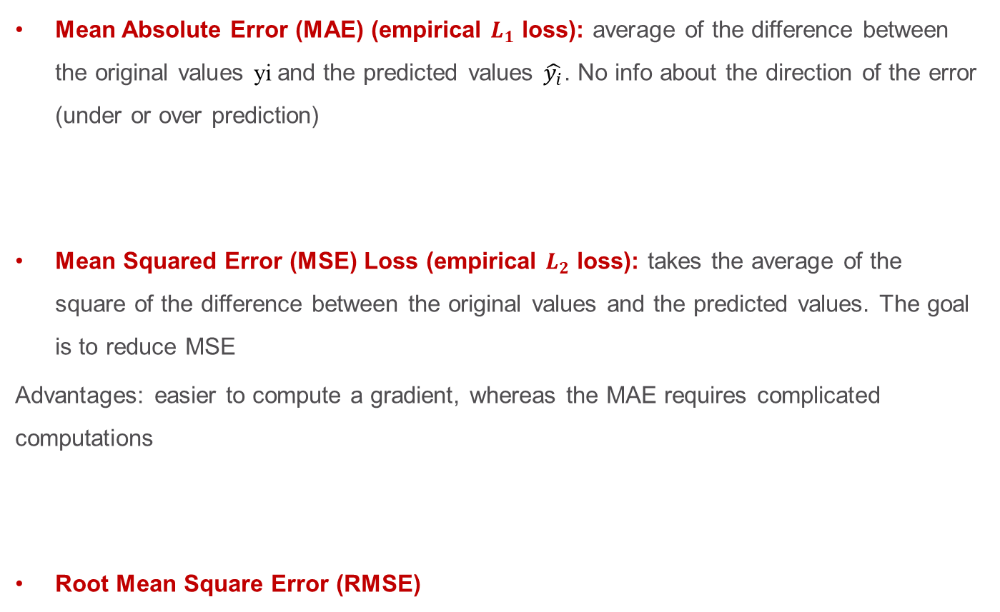 • Mean Absolute Error (MAE) (empirical L₁ loss): average of the difference between
the original values yi and the predicted values ŷᵢ. No info about the direction of the error
(under or over prediction)
• Mean Squared Error (MSE) Loss (empirical L₂ loss): takes the average of the
square of the difference between the original values and the predicted values. The goal
is to reduce MSE
Advantages: easier to compute a gradient, whereas the MAE requires complicated
computations
• Root Mean Square Error (RMSE)